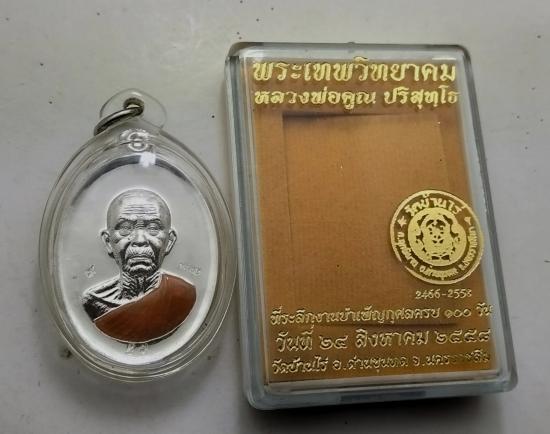 พระเทพวิทยาคม
หลวงพ่อคูณ ปริสุทฺโธ
วัดบ้านไร่
2466-2558
ที่ระลึกงานบำเพ็ญกุศลครบ ๑๐๐ วัน
วันที่ ๒๔ สิงหาคม ๒๕๕๘
วัดบ้านไร่ อ.ด่านขุนทด จ.นครราชสีมา